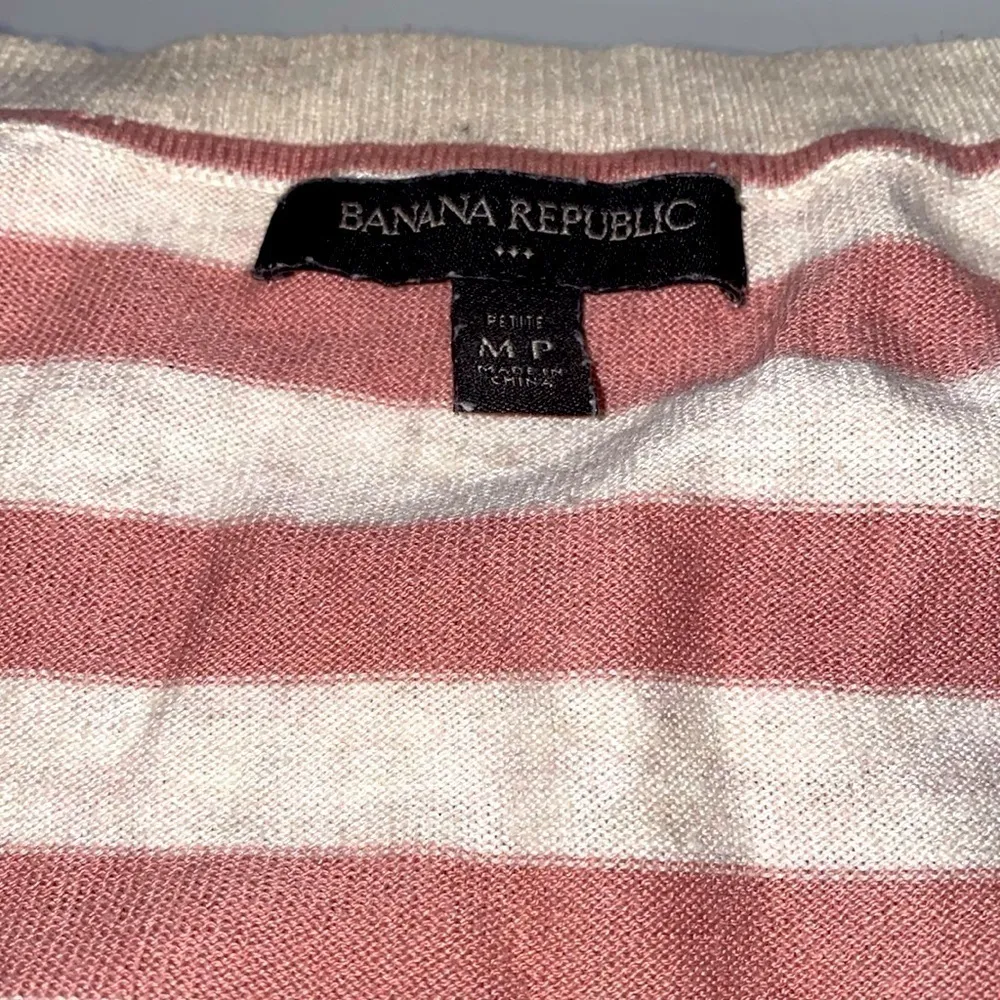 BANANA REPUBLIC
PETITE
M P
MADE IN
CHINA